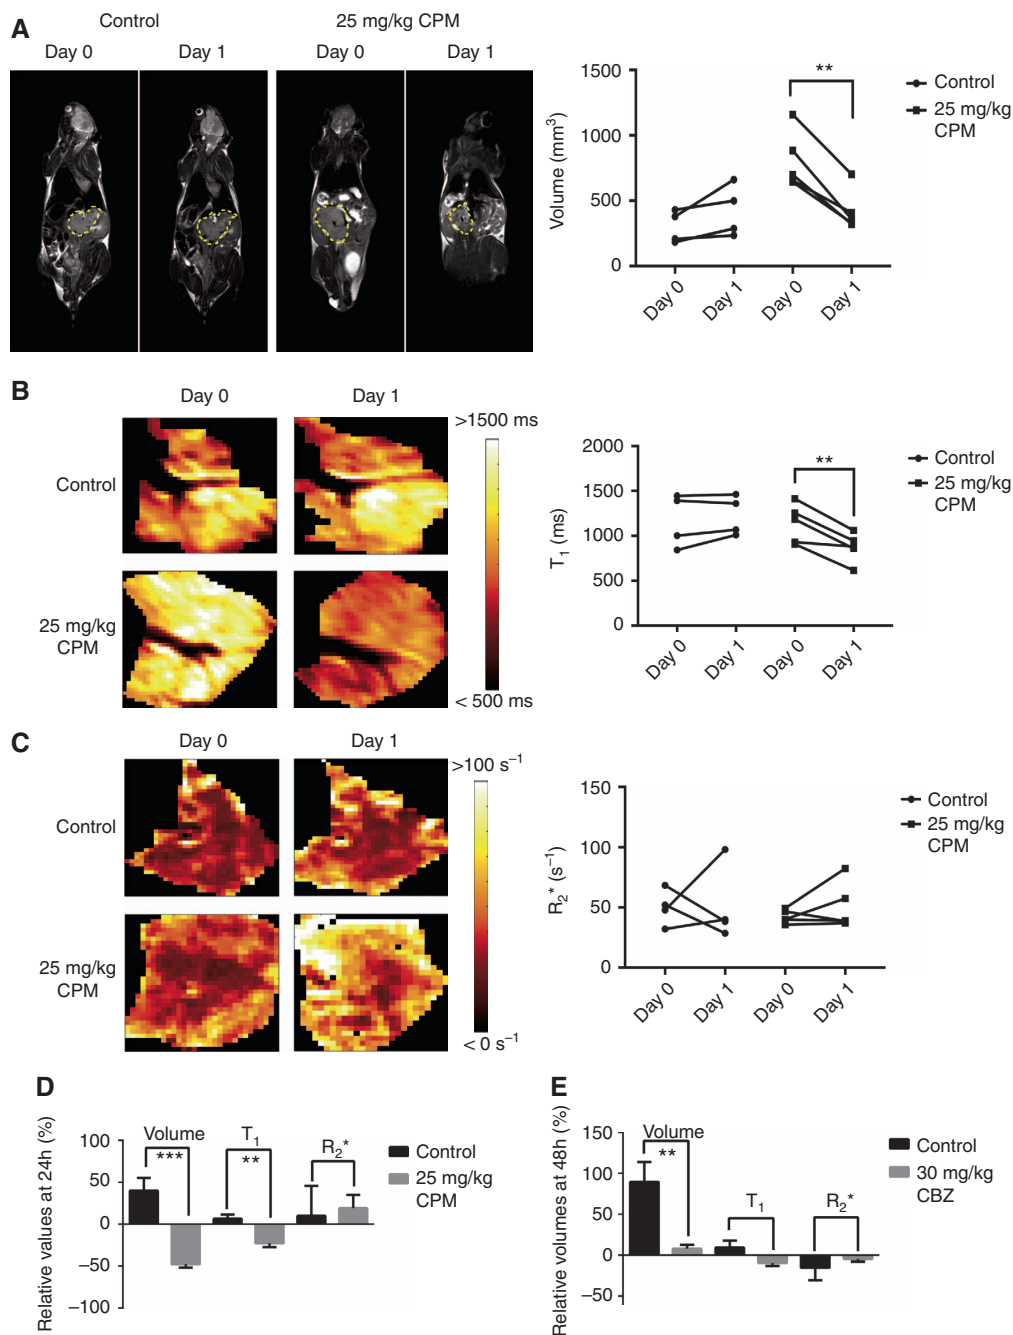 A
Control
25 mg/kg CPM
Day 0
Day 1
Day 0
Day 1
Volume (mm³)
1500
1000
500
0
**
Day 0
Day 1
Day 0
Day 1
Control
25 mg/kg
CPM
B
Day 0
Day 1
Control
25 mg/kg
CPM
>1500 ms
< 500 ms
T₁ (ms)
2000
1500
1000
500
0
**
Day 0
Day 1
Day 0
Day 1
Control
25 mg/kg
CPM
C
Day 0
Day 1
Control
25 mg/kg
CPM
>100 s⁻¹
< 0 s⁻¹
R₂* (s⁻¹)
150
100
50
0
Day 0
Day 1
Day 0
Day 1
Control
25 mg/kg
CPM
D
Relative values at 24h (%)
100
50
0
−50
−100
Volume
***
T₁
**
R₂*
Control
25 mg/kg
CPM
E
Relative volumes at 48h (%)
150
100
50
0
−50
Volume
**
T₁
R₂*
Control
30 mg/kg
CBZ